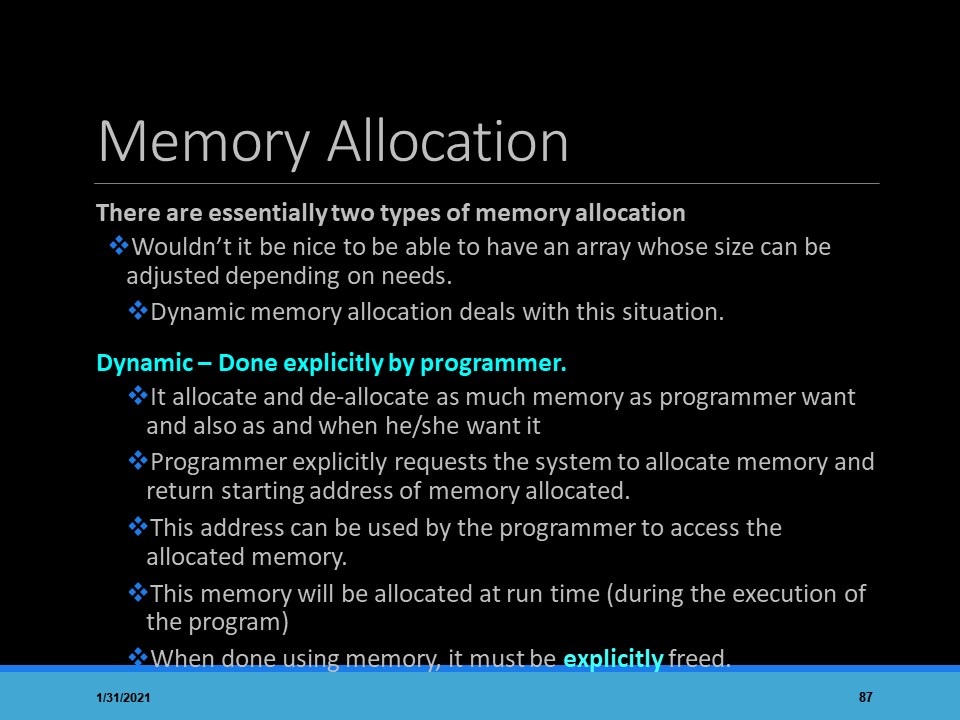 Memory Allocation
There are essentially two types of memory allocation
❖Wouldn’t it be nice to be able to have an array whose size can be
adjusted depending on needs.
❖Dynamic memory allocation deals with this situation.
Dynamic – Done explicitly by programmer.
❖It allocate and de-allocate as much memory as programmer want
and also as and when he/she want it
❖Programmer explicitly requests the system to allocate memory and
return starting address of memory allocated.
❖This address can be used by the programmer to access the
allocated memory.
❖This memory will be allocated at run time (during the execution of
the program)
❖When done using memory, it must be explicitly freed.
1/31/2021
87